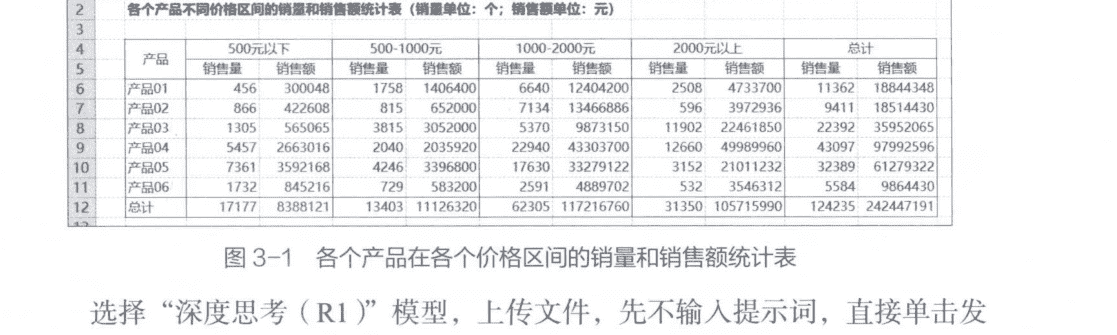 2 各个产品不同价格区间的销量和销售额统计表（销量单位：个；销售额单位：元）
3
4 产品 500元以下 500-1000元 1000-2000元 2000元以上 总计
5 销售量 销售额 销售量 销售额 销售量 销售额 销售量 销售额 销售量 销售额
6 产品01 456 300048 1758 1406400 6640 12404200 2508 4733700 11362 18844348
7 产品02 866 422608 815 652000 7134 13466886 596 3972936 9411 18514430
8 产品03 1305 565065 3815 3052000 5370 9873150 11902 22461850 22392 35952065
9 产品04 5457 2663016 2040 2035920 22940 43303700 12660 49989960 43097 97992596
10 产品05 7361 3592168 4246 3396800 17630 33279122 3152 21011232 32389 61279322
11 产品06 1732 845216 729 583200 2591 4889702 532 3546312 5584 9864430
12 总计 17177 8388121 13403 11126320 62305 117216760 31350 105715990 124235 242447191
图 3-1 各个产品在各个价格区间的销量和销售额统计表
选择“深度思考（R1）”模型，上传文件，先不输入提示词，直接单击发